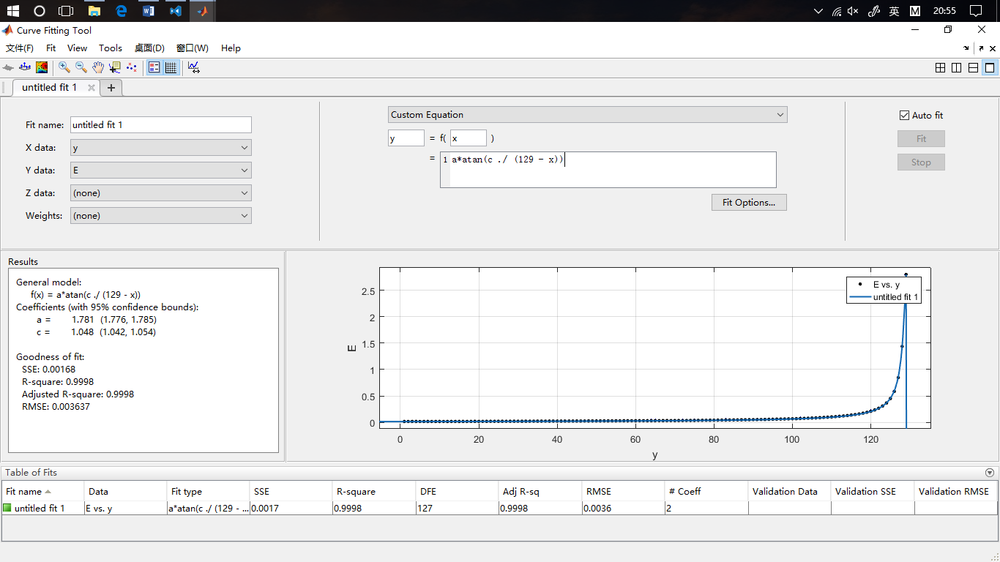 英 M 20:55
Curve Fitting Tool
文件(F) Fit View Tools 桌面(D) 窗口(W) Help
untitled fit 1
Fit name: untitled fit 1
X data: y
Y data: E
Z data: (none)
Weights: (none)
Custom Equation
y = f( x )
= 1 a*atan(c ./ (129 - x))
Fit Options...
Auto fit
Fit
Stop
Results
General model:
f(x) = a*atan(c ./ (129 - x))
Coefficients (with 95% confidence bounds):
a = 1.781 (1.776, 1.785)
c = 1.048 (1.042, 1.054)
Goodness of fit:
SSE: 0.00168
R-square: 0.9998
Adjusted R-square: 0.9998
RMSE: 0.003637
E vs. y
untitled fit 1
2.5
2
1.5
1
0.5
0
E
0 20 40 60 80 100 120
y
Table of Fits
Fit name Data Fit type SSE R-square DFE Adj R-sq RMSE # Coeff Validation Data Validation SSE Validation RMSE
untitled fit 1 E vs. y a*atan(c ./ (129 - ... 0.0017 0.9998 127 0.9998 0.0036 2